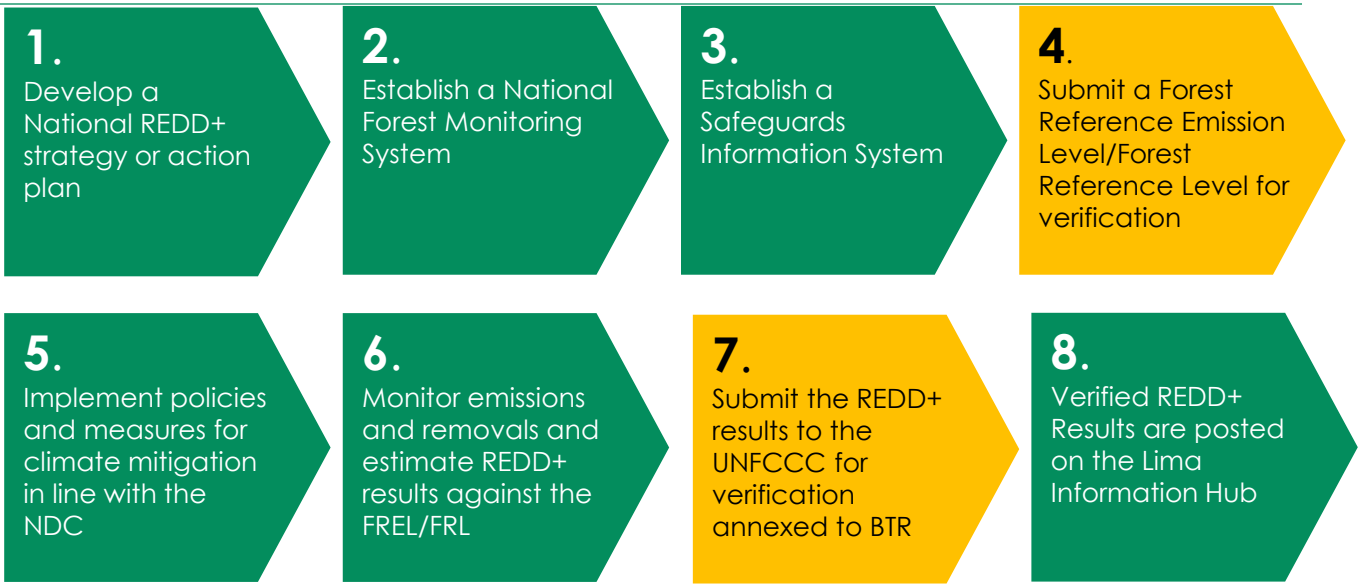 1.
Develop a
National REDD+
strategy or action
plan
2.
Establish a National
Forest Monitoring
System
3.
Establish a
Safeguards
Information System
4.
Submit a Forest
Reference Emission
Level/Forest
Reference Level for
verification
5.
Implement policies
and measures for
climate mitigation
in line with the
NDC
6.
Monitor emissions
and removals and
estimate REDD+
results against the
FREL/FRL
7.
Submit the REDD+
results to the
UNFCCC for
verification
annexed to BTR
8.
Verified REDD+
Results are posted
on the Lima
Information Hub